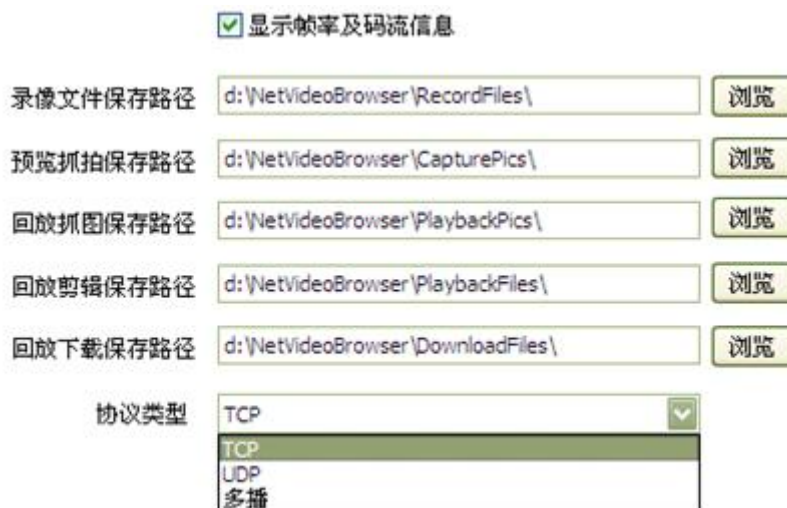 显示帧率及码流信息
录像文件保存路径 d:\NetVideoBrowser\RecordFiles\ 浏览
预览抓拍保存路径 d:\NetVideoBrowser\CapturePics\ 浏览
回放抓图保存路径 d:\NetVideoBrowser\PlaybackPics\ 浏览
回放剪辑保存路径 d:\NetVideoBrowser\PlaybackFiles\ 浏览
回放下载保存路径 d:\NetVideoBrowser\DownloadFiles\ 浏览
协议类型 TCP
TCP
UDP
多播